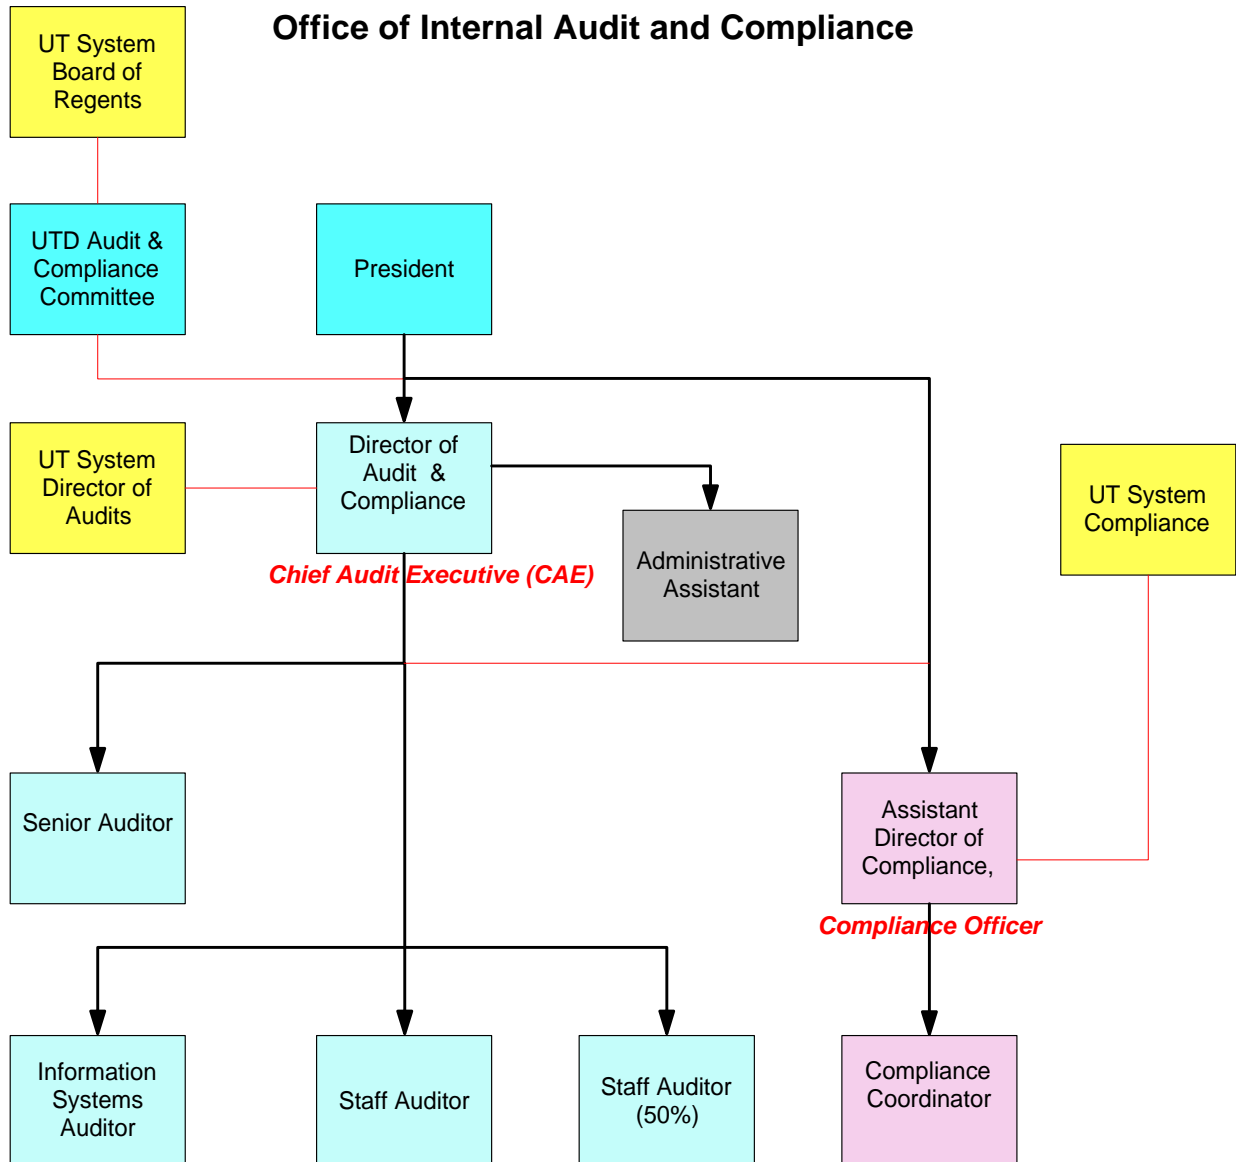 Office of Internal Audit and Compliance
UT System
Board of
Regents
UTD Audit &
Compliance
Committee
President
UT System
Director of
Audits
Director of
Audit &
Compliance
Chief Audit Executive (CAE)
Administrative
Assistant
UT System
Compliance
Senior Auditor
Assistant
Director of
Compliance,
Compliance Officer
Information
Systems
Auditor
Staff Auditor
Staff Auditor
(50%)
Compliance
Coordinator